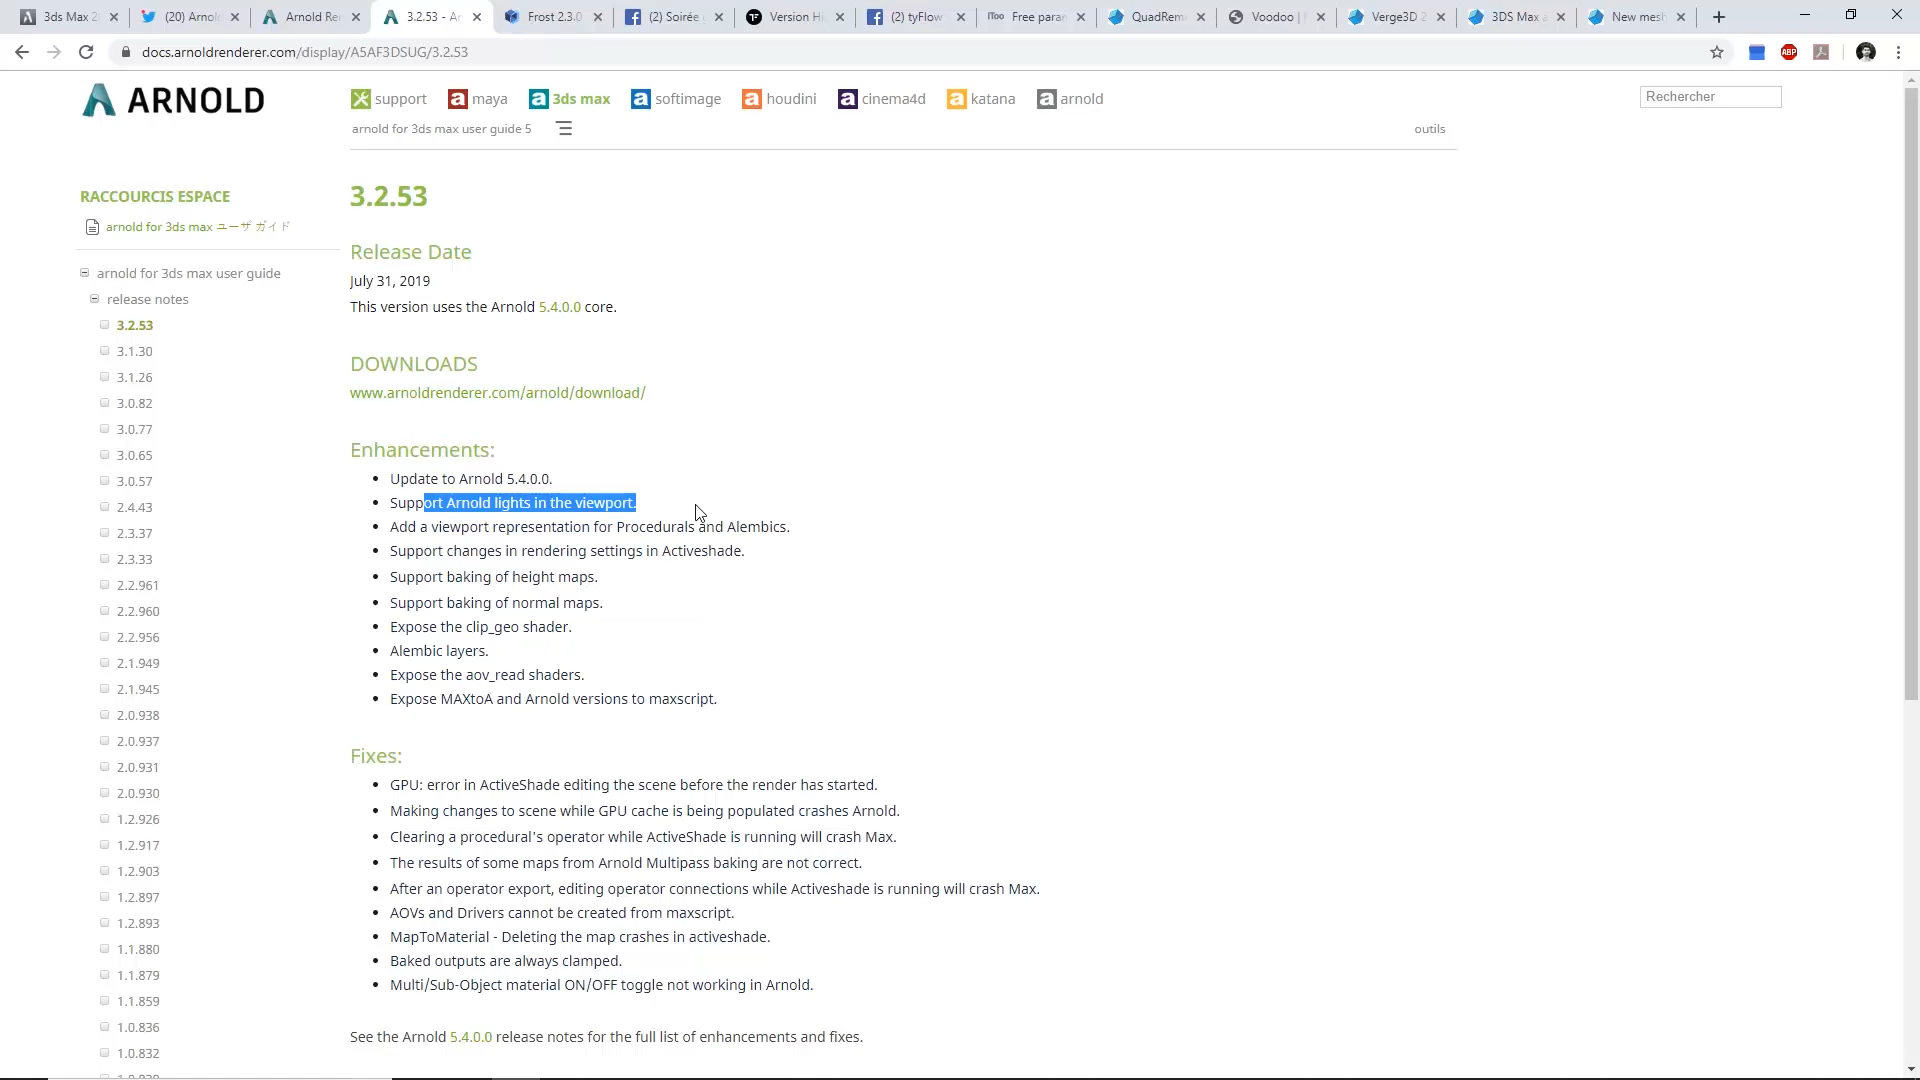 3ds Max 2
(20) Arnol
Arnold Re
3.2.53 - Ar
Frost 2.3.0
(2) Soirée
Version Hi
(2) tyFlow
iToo Free para
QuadRem
Voodoo |
Verge3D 2
3DS Max a
New mesh
docs.arnoldrenderer.com/display/A5AF3DSUG/3.2.53
ABP
ARNOLD
support
maya
3ds max
softimage
houdini
cinema4d
katana
arnold
Rechercher
arnold for 3ds max user guide 5
outils
RACCOURCIS ESPACE
arnold for 3ds max ユーザ ガイド
arnold for 3ds max user guide
release notes
3.2.53
3.1.30
3.1.26
3.0.82
3.0.77
3.0.65
3.0.57
2.4.43
2.3.37
2.3.33
2.2.961
2.2.960
2.2.956
2.1.949
2.1.945
2.0.938
2.0.937
2.0.931
2.0.930
1.2.926
1.2.917
1.2.903
1.2.897
1.2.893
1.1.880
1.1.879
1.1.859
1.0.836
1.0.832
3.2.53
Release Date
July 31, 2019
This version uses the Arnold 5.4.0.0 core.
DOWNLOADS
www.arnoldrenderer.com/arnold/download/
Enhancements:
• Update to Arnold 5.4.0.0.
• Support Arnold lights in the viewport.
• Add a viewport representation for Procedurals and Alembics.
• Support changes in rendering settings in Activeshade.
• Support baking of height maps.
• Support baking of normal maps.
• Expose the clip_geo shader.
• Alembic layers.
• Expose the aov_read shaders.
• Expose MAXtoA and Arnold versions to maxscript.
Fixes:
• GPU: error in ActiveShade editing the scene before the render has started.
• Making changes to scene while GPU cache is being populated crashes Arnold.
• Clearing a procedural's operator while ActiveShade is running will crash Max.
• The results of some maps from Arnold Multipass baking are not correct.
• After an operator export, editing operator connections while Activeshade is running will crash Max.
• AOVs and Drivers cannot be created from maxscript.
• MapToMaterial - Deleting the map crashes in activeshade.
• Baked outputs are always clamped.
• Multi/Sub-Object material ON/OFF toggle not working in Arnold.
See the Arnold 5.4.0.0 release notes for the full list of enhancements and fixes.